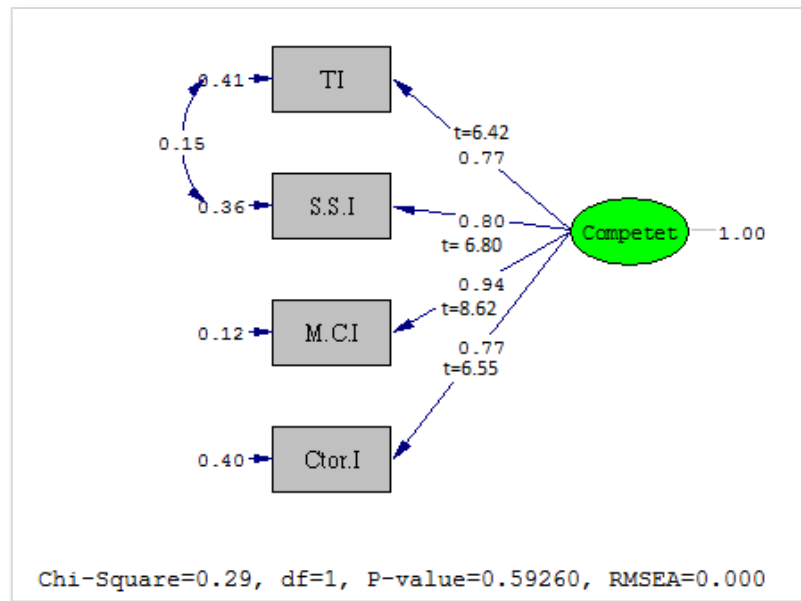 0.41
TI
t=6.42
0.15
0.77
0.36
S.S.I
0.80
Competet
1.00
t= 6.80
0.94
0.12
M.C.I
t=8.62
0.77
t=6.55
0.40
Ctor.I
Chi-Square=0.29, df=1, P-value=0.59260, RMSEA=0.000